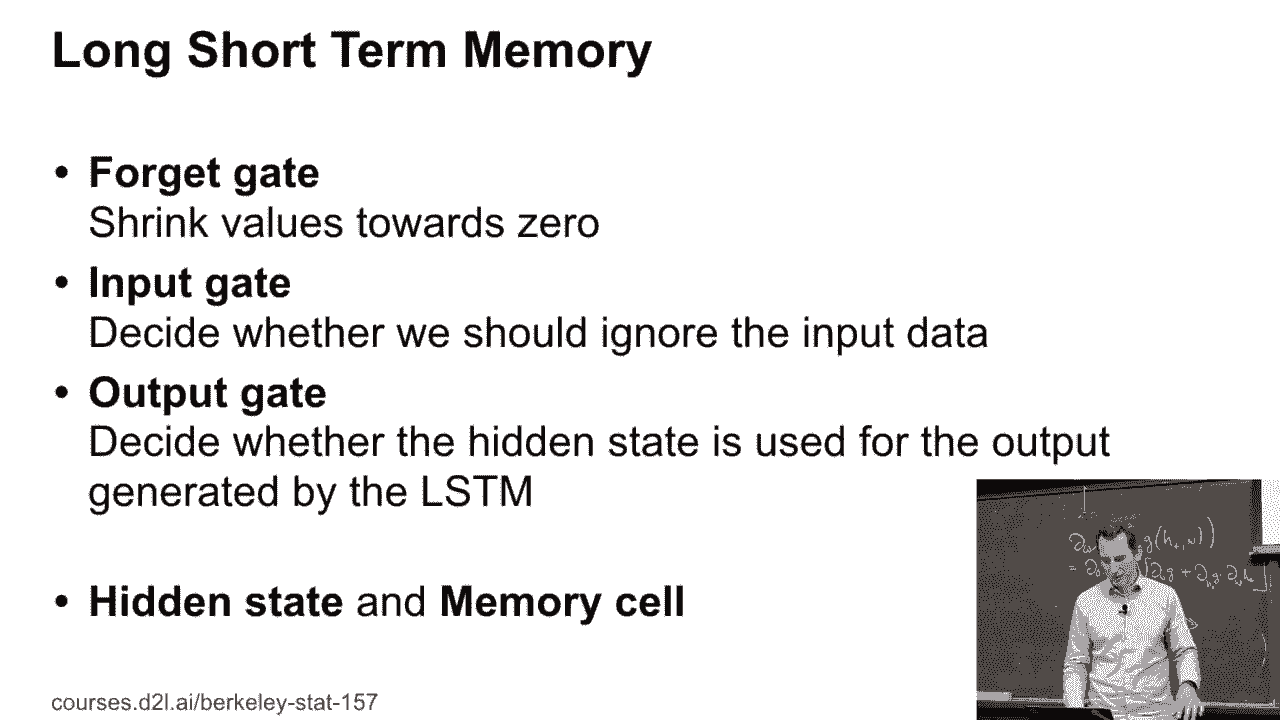 Long Short Term Memory
• Forget gate
Shrink values towards zero
• Input gate
Decide whether we should ignore the input data
• Output gate
Decide whether the hidden state is used for the output
generated by the LSTM
• Hidden state and Memory cell
courses.d2l.ai/berkeley-stat-157
g(h_t, w))